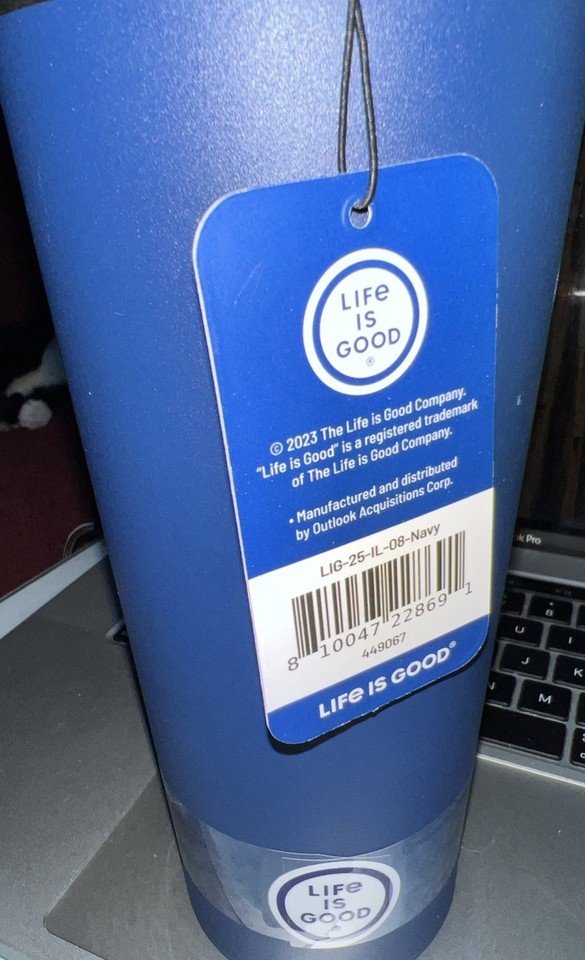 LIFe
IS
GOOD
®
© 2023 The Life is Good Company.
"Life is Good" is a registered trademark
of The Life is Good Company.
• Manufactured and distributed
by Outlook Acquisitions Corp.
LIG-25-IL-08-Navy
8 10047 22869 1
449067
LIFe IS GOOD®
LIFe
IS
GOOD
k Pro
8
U
I
J
K
N
M